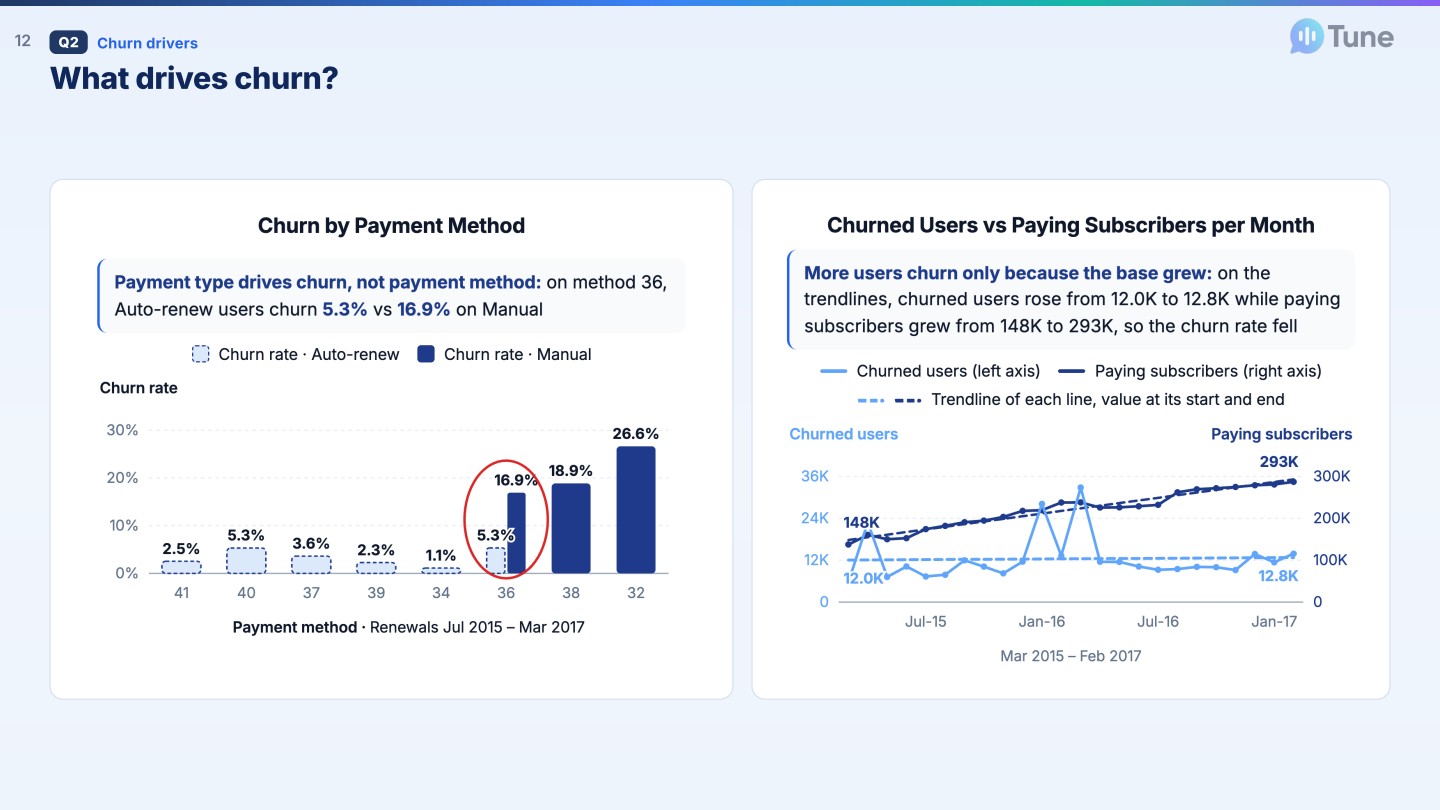 12 Q2 Churn drivers
Tune
What drives churn?
Churn by Payment Method
Payment type drives churn, not payment method: on method 36,
Auto-renew users churn 5.3% vs 16.9% on Manual
Churn rate · Auto-renew
Churn rate · Manual
Churn rate
30%
20%
10%
0%
2.5%
5.3%
3.6%
2.3%
1.1%
5.3%
16.9%
18.9%
26.6%
41
40
37
39
34
36
38
32
Payment method · Renewals Jul 2015 – Mar 2017
Churned Users vs Paying Subscribers per Month
More users churn only because the base grew: on the
trendlines, churned users rose from 12.0K to 12.8K while paying
subscribers grew from 148K to 293K, so the churn rate fell
Churned users (left axis)
Paying subscribers (right axis)
Trendline of each line, value at its start and end
Churned users
Paying subscribers
36K
24K
12K
0
148K
12.0K
293K
12.8K
300K
200K
100K
0
Jul-15
Jan-16
Jul-16
Jan-17
Mar 2015 – Feb 2017